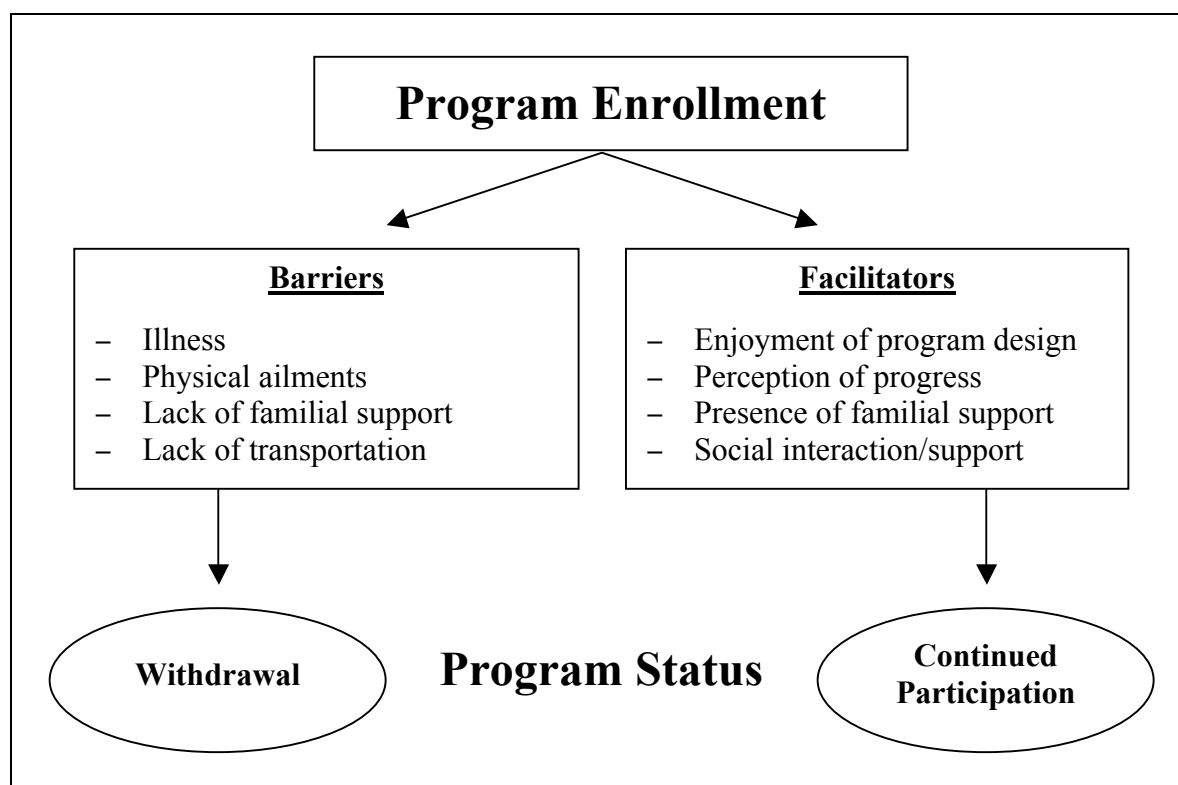 Program Enrollment
Barriers
– Illness
– Physical ailments
– Lack of familial support
– Lack of transportation
Facilitators
– Enjoyment of program design
– Perception of progress
– Presence of familial support
– Social interaction/support
Withdrawal
Program Status
Continued
Participation